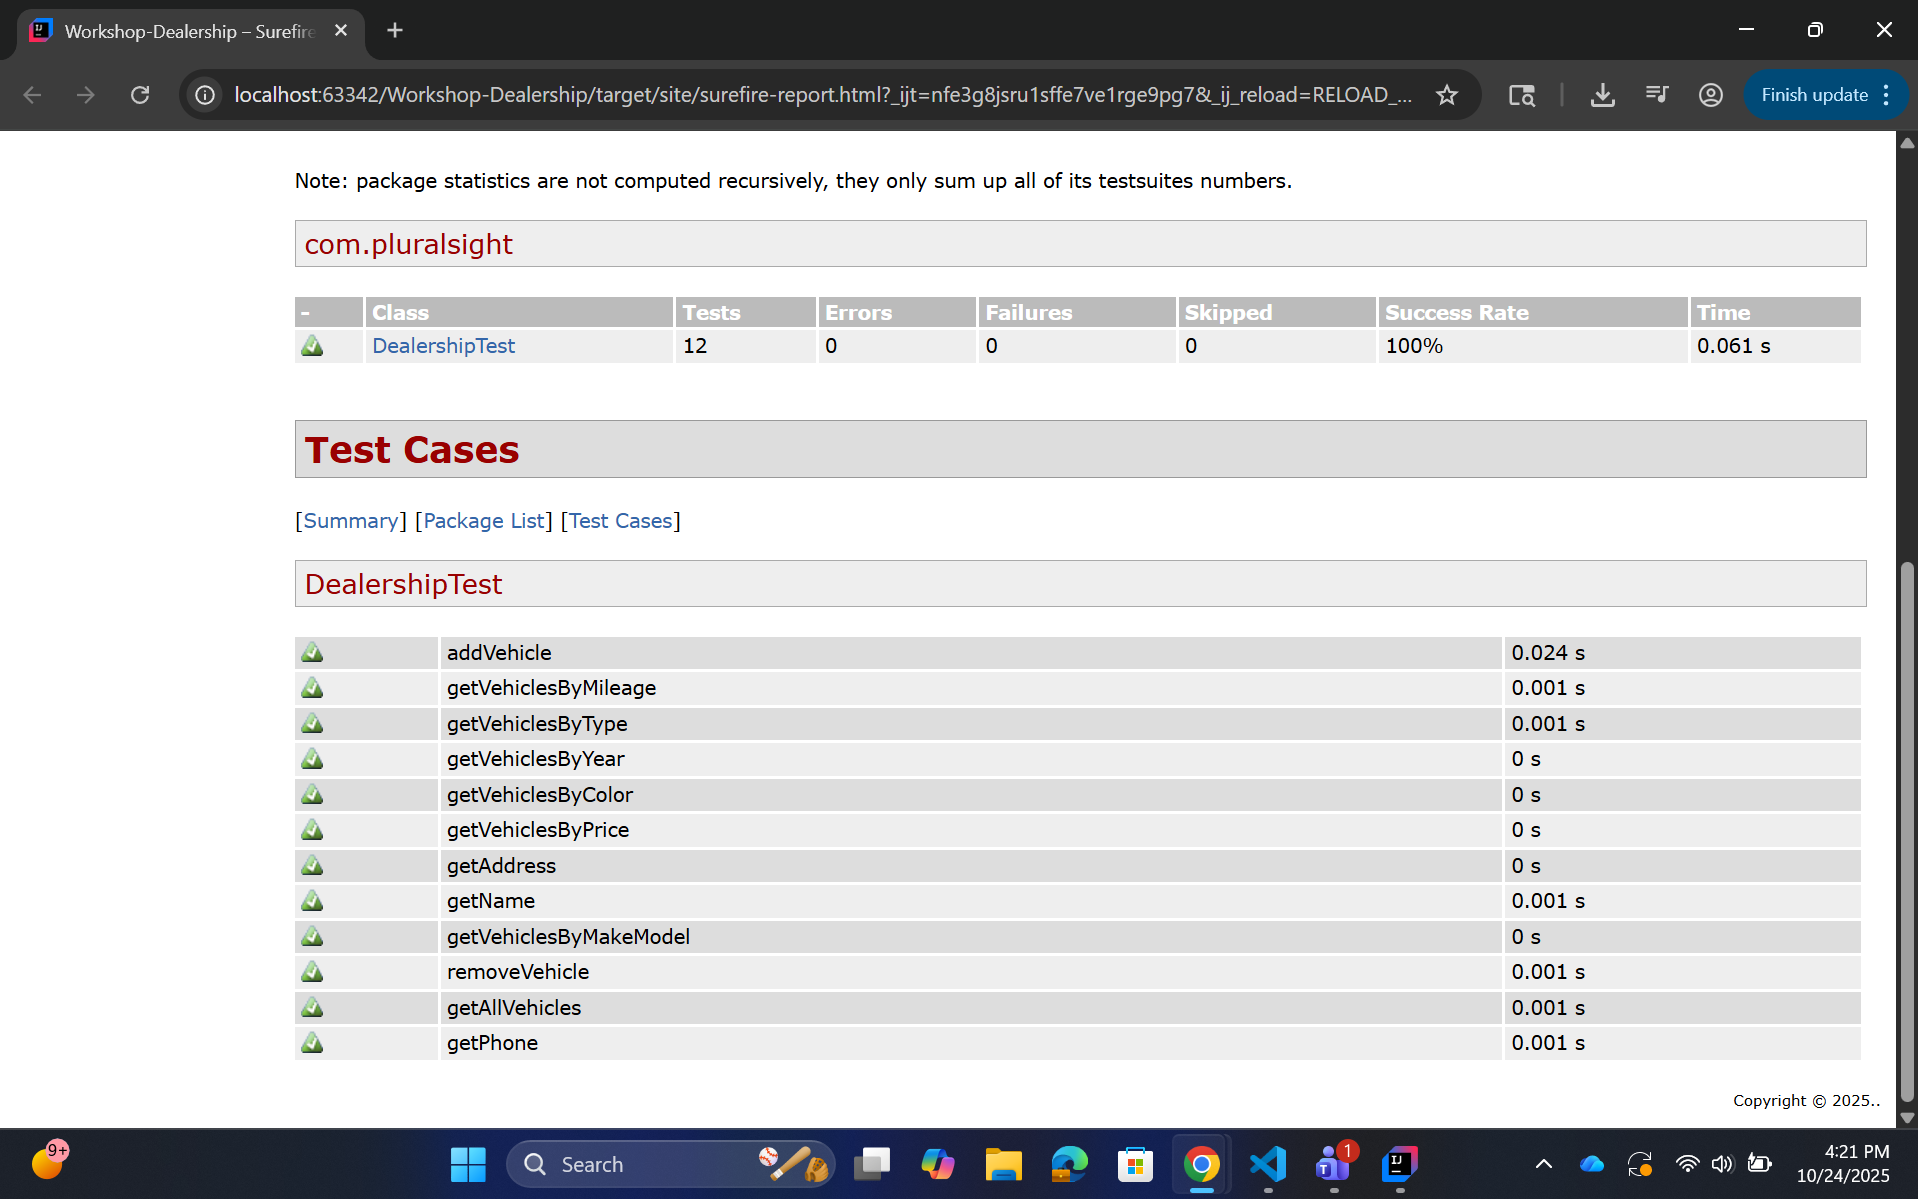 Workshop-Dealership – Surefire
localhost:63342/Workshop-Dealership/target/site/surefire-report.html?_ijt=nfe3g8jsru1sffe7ve1rge9pg7&_ij_reload=RELOAD_...
Finish update
Note: package statistics are not computed recursively, they only sum up all of its testsuites numbers.
com.pluralsight
- Class Tests Errors Failures Skipped Success Rate Time
DealershipTest 12 0 0 0 100% 0.061 s
Test Cases
[Summary] [Package List] [Test Cases]
DealershipTest
addVehicle 0.024 s
getVehiclesByMileage 0.001 s
getVehiclesByType 0.001 s
getVehiclesByYear 0 s
getVehiclesByColor 0 s
getVehiclesByPrice 0 s
getAddress 0 s
getName 0.001 s
getVehiclesByMakeModel 0 s
removeVehicle 0.001 s
getAllVehicles 0.001 s
getPhone 0.001 s
Copyright © 2025..
9+
Search
T
1
IJ
4:21 PM
10/24/2025